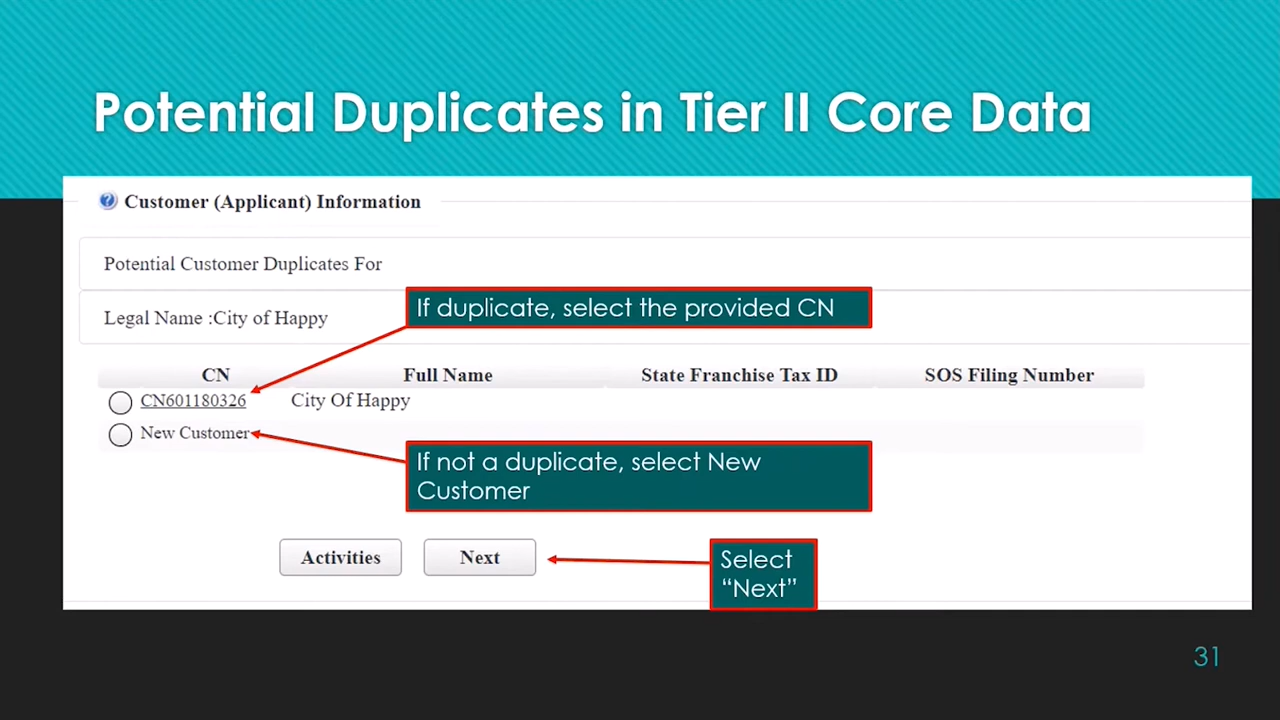 Potential Duplicates in Tier II Core Data
Customer (Applicant) Information
Potential Customer Duplicates For
If duplicate, select the provided CN
Legal Name :City of Happy
CN Full Name State Franchise Tax ID SOS Filing Number
CN601180326 City Of Happy
New Customer
If not a duplicate, select New
Customer
Activities Next
Select
“Next”
31